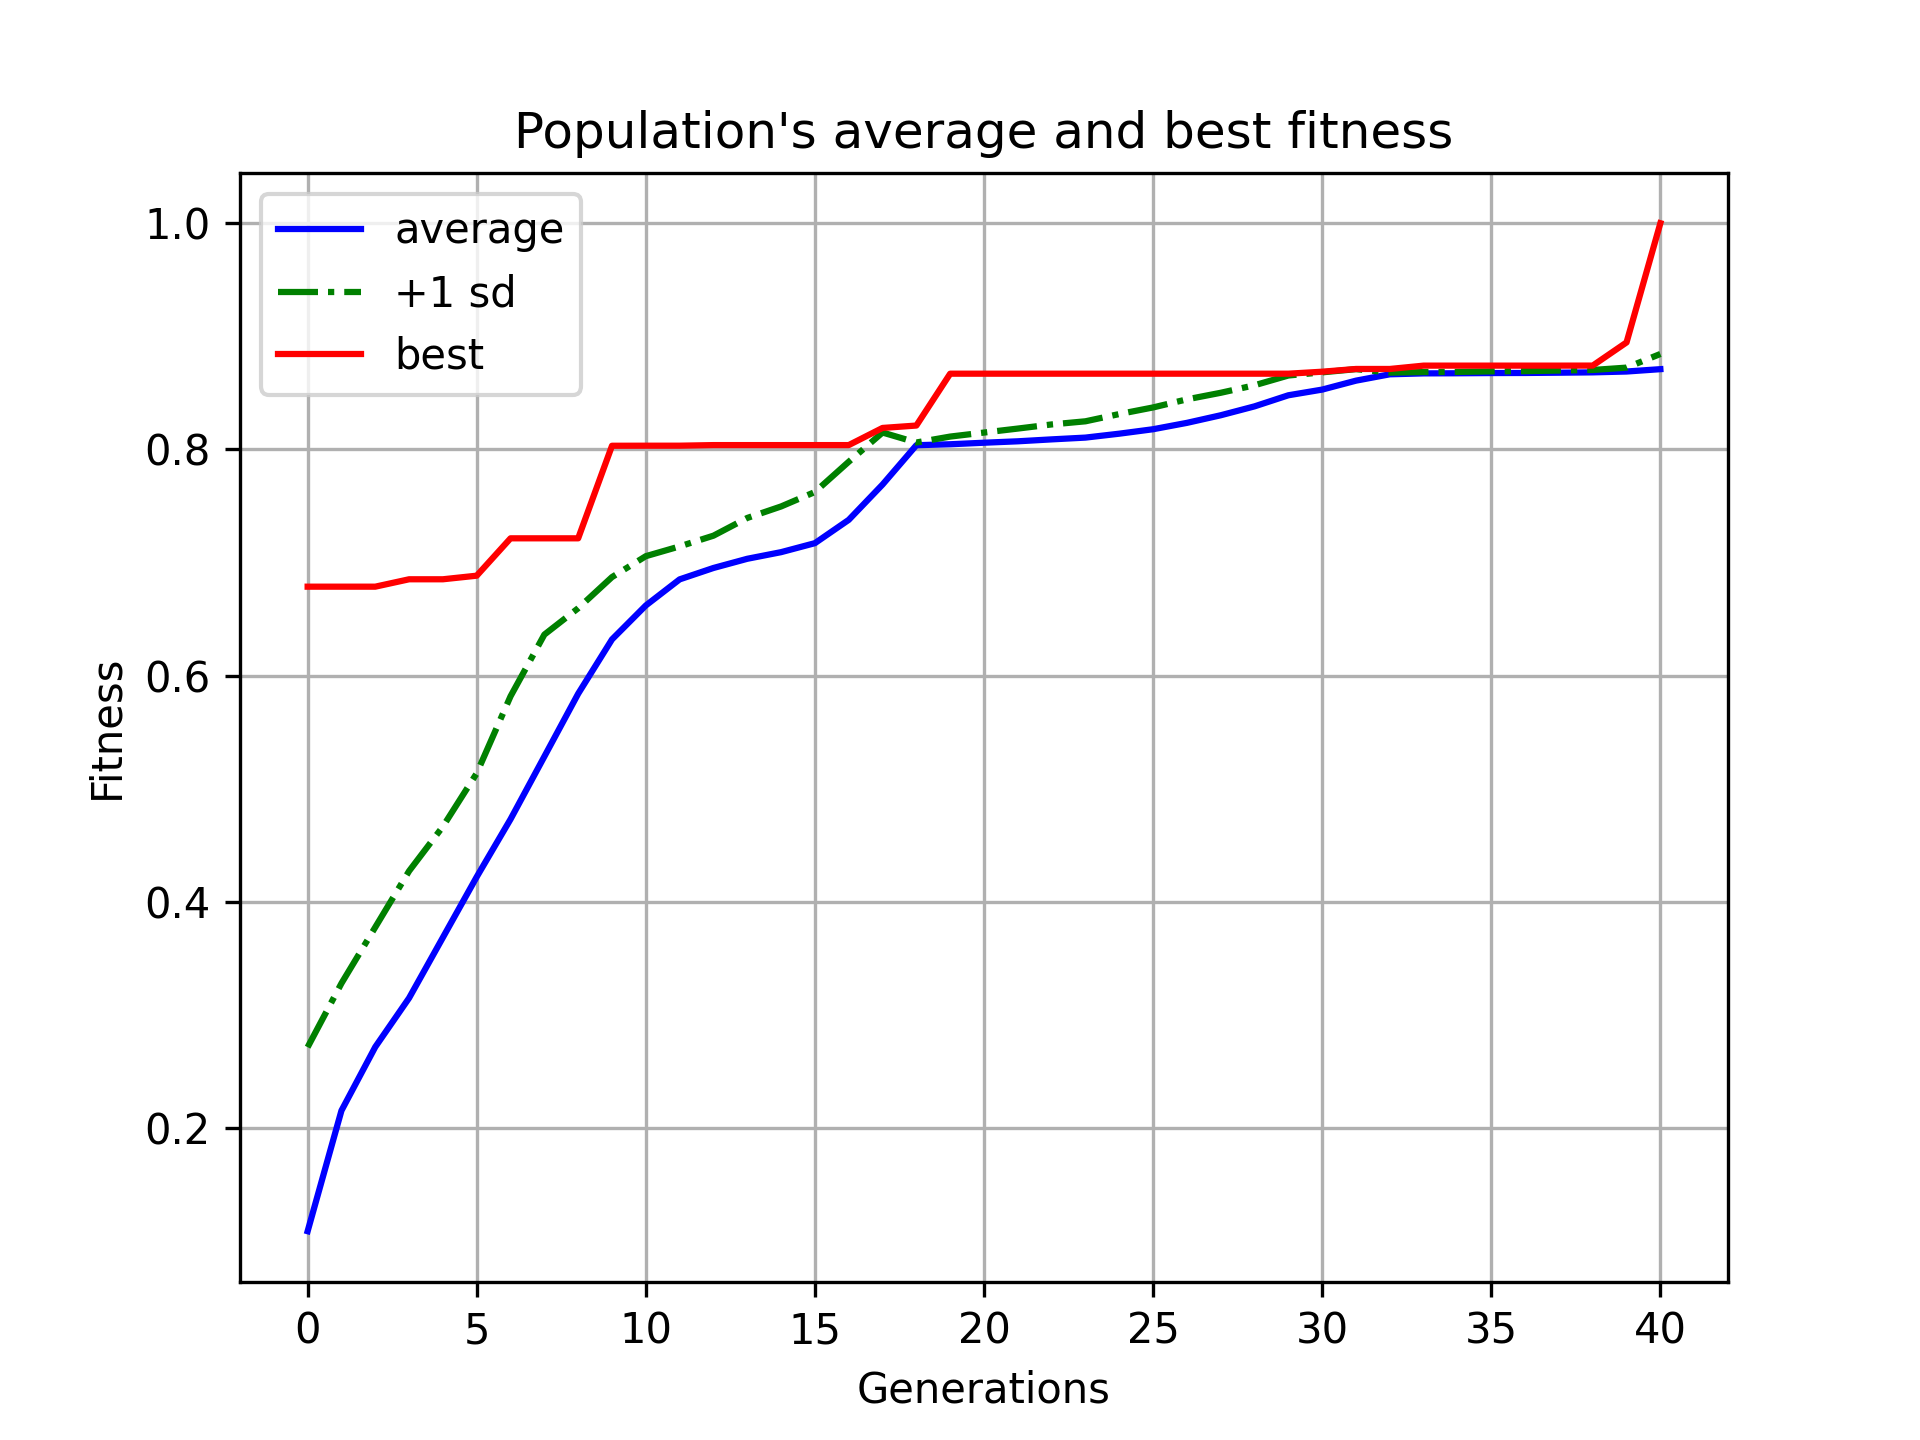 Population's average and best fitness
average
+1 sd
best
1.0
0.8
0.6
0.4
0.2
Fitness
0 5 10 15 20 25 30 35 40
Generations